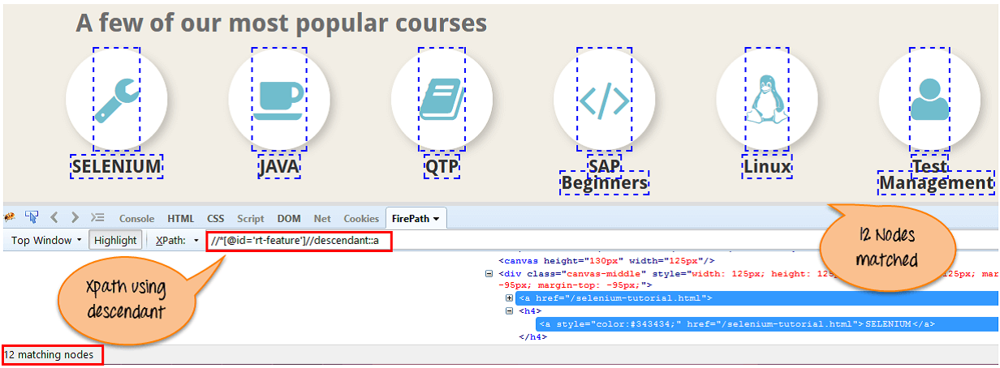 A few of our most popular courses
SELENIUM
JAVA
QTP
SAP
Beginners
Linux
Test
Management
Console HTML CSS Script DOM Net Cookies FirePath
Top Window Highlight XPath: //*[@id='rt-feature']//descendant::a
12 Nodes
matched
Xpath using
descendant
<canvas height="130px" width="125px"/>
<div class="canvas-middle" style="width: 125px; height: 125px; mar
-95px; margin-top: -95px;">
<a href="/selenium-tutorial.html">
<h4>
<a style="color:#343434;" href="/selenium-tutorial.html">SELENIUM</a>
</h4>
12 matching nodes